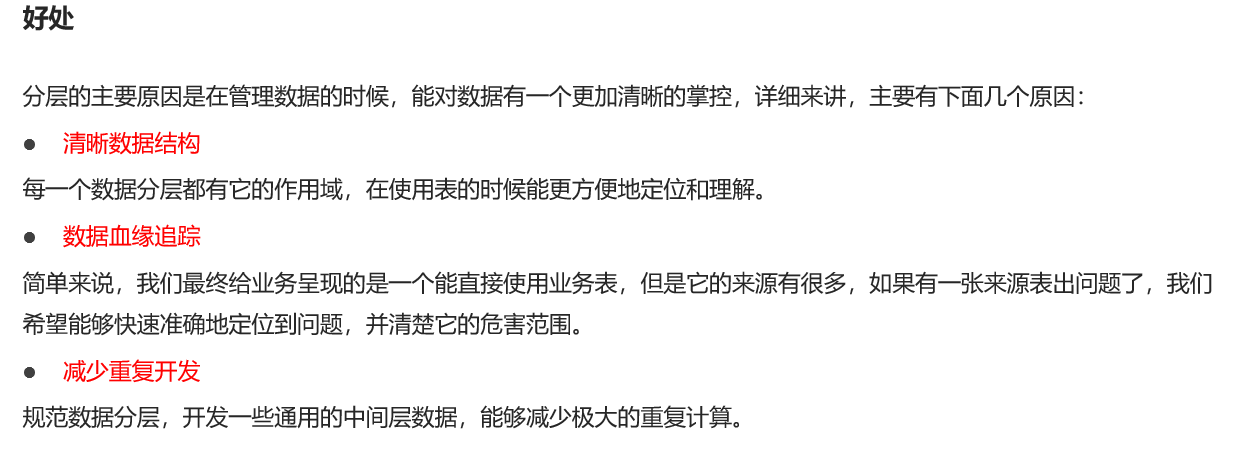 好处
分层的主要原因是在管理数据的时候，能对数据有一个更加清晰的掌控，详细来讲，主要有下面几个原因：
● 清晰数据结构
每一个数据分层都有它的作用域，在使用表的时候能更方便地定位和理解。
● 数据血缘追踪
简单来说，我们最终给业务呈现的是一个能直接使用业务表，但是它的来源有很多，如果有一张来源表出问题了，我们
希望能够快速准确地定位到问题，并清楚它的危害范围。
● 减少重复开发
规范数据分层，开发一些通用的中间层数据，能够减少极大的重复计算。